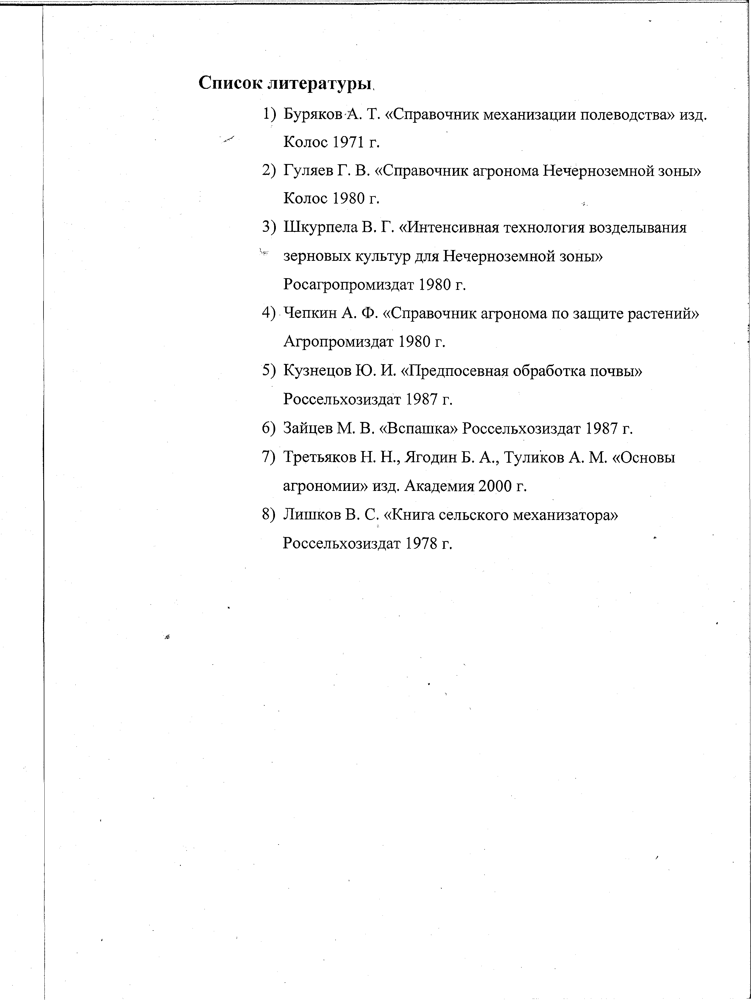 Список литературы.
1) Буряков А. Т. «Справочник механизации полеводства» изд.
Колос 1971 г.
2) Гуляев Г. В. «Справочник агронома Нечерноземной зоны»
Колос 1980 г.
3) Шкурпела В. Г. «Интенсивная технология возделывания
зерновых культур для Нечерноземной зоны»
Росагропромиздат 1980 г.
4) Чепкин А. Ф. «Справочник агронома по защите растений»
Агропромиздат 1980 г.
5) Кузнецов Ю. И. «Предпосевная обработка почвы»
Россельхозиздат 1987 г.
6) Зайцев М. В. «Вспашка» Россельхозиздат 1987 г.
7) Третьяков Н. Н., Ягодин Б. А., Туликов А. М. «Основы
агрономии» изд. Академия 2000 г.
8) Лишков В. С. «Книга сельского механизатора»
Россельхозиздат 1978 г.